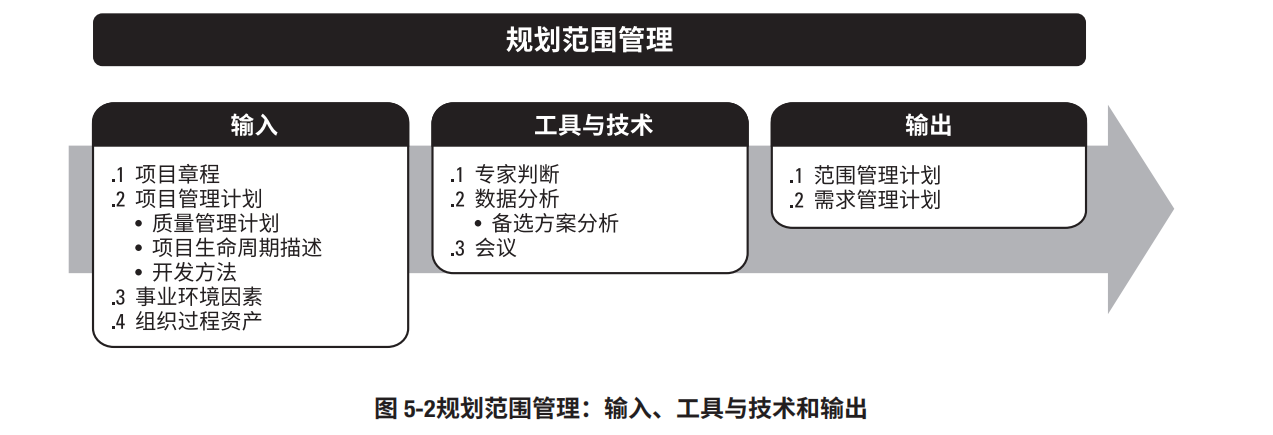 规划范围管理
输入
.1 项目章程
.2 项目管理计划
• 质量管理计划
• 项目生命周期描述
• 开发方法
.3 事业环境因素
.4 组织过程资产
工具与技术
.1 专家判断
.2 数据分析
• 备选方案分析
.3 会议
输出
.1 范围管理计划
.2 需求管理计划
图 5-2规划范围管理：输入、工具与技术和输出